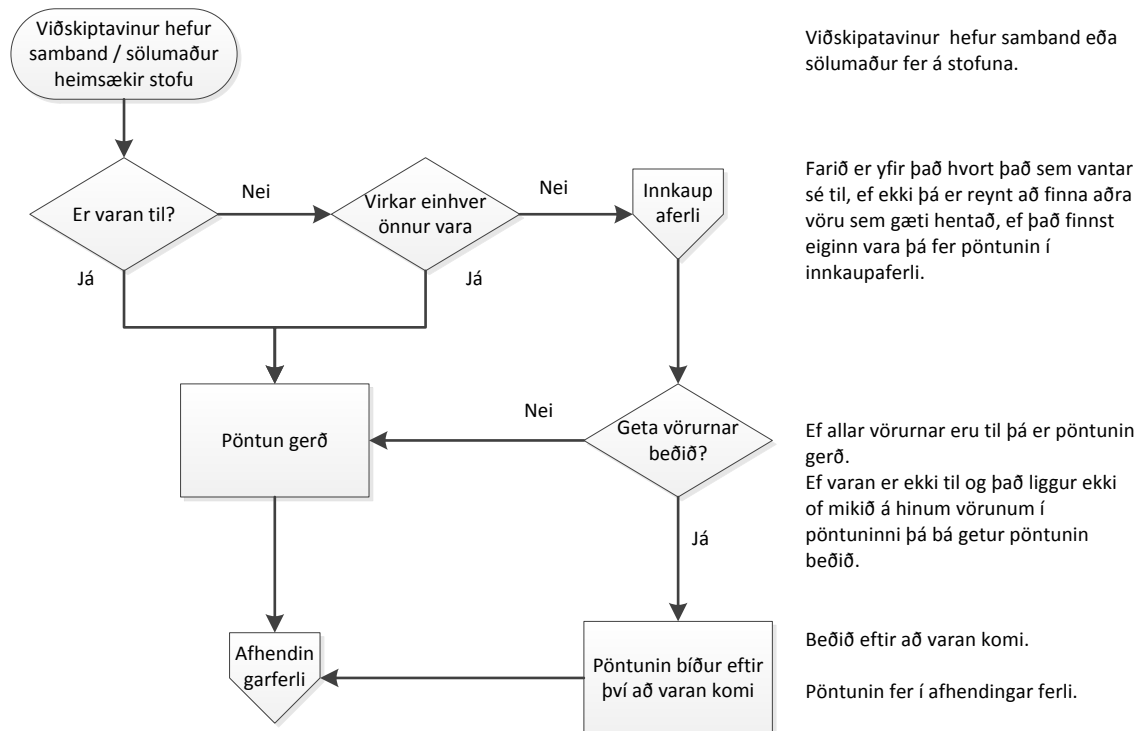 Viðskiptavinur hefur
samband / sölumaður
heimsækir stofu
Viðskipatavinur hefur samband eða
sölumaður fer á stofuna.
Er varan til?
Nei
Virkar einhver
önnur vara
Nei
Innkaup
aferli
Já
Já
Farið er yfir það hvort það sem vantar
sé til, ef ekki þá er reynt að finna aðra
vöru sem gæti hentað, ef það finnst
eiginn vara þá fer pöntunin í
innkaupaferli.
Pöntun gerð
Nei
Geta vörurnar
beðið?
Já
Ef allar vörurnar eru til þá er pöntunin
gerð.
Ef varan er ekki til og það liggur ekki
of mikið á hinum vörunum í
pöntuninni þá bá getur pöntunin
beðið.
Afhendin
garferli
Pöntunin bíður eftir
því að varan komi
Beðið eftir að varan komi.
Pöntunin fer í afhendingar ferli.